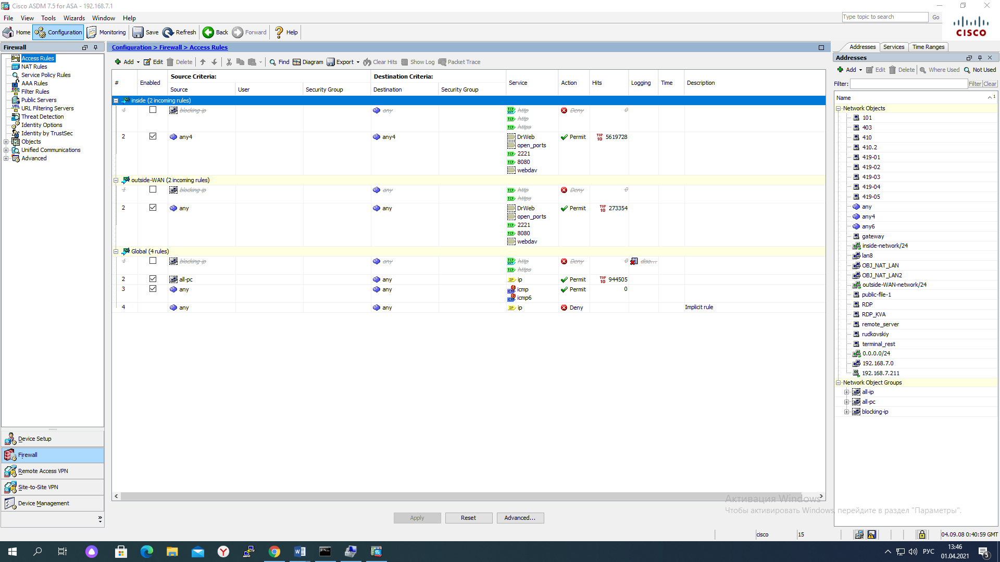 Cisco ASDM 7.5 for ASA - 192.168.7.1
File View Tools Wizards Window Help
Type topic to search Go
Home Configuration Monitoring Save Refresh Back Forward Help
CISCO
Firewall
Access Rules
NAT Rules
Service Policy Rules
AAA Rules
Filter Rules
Public Servers
URL Filtering Servers
Threat Detection
Identity Options
Identity by TrustSec
Objects
Unified Communications
Advanced
Device Setup
Firewall
Remote Access VPN
Site-to-Site VPN
Device Management
Configuration > Firewall > Access Rules
Add Edit Delete Find Diagram Export Clear Hits Show Log Packet Trace
# Enabled Source Criteria: Destination Criteria: Service Action Hits Logging Time Description
Source User Security Group Destination Security Group
inside (2 incoming rules)
1 blocking-ip any http Deny 0
http
https
2 any4 any4 DrWeb Permit TOP 10 5619728
open_ports
2221
8080
webdav
outside-WAN (2 incoming rules)
1 blocking-ip any http Deny 0
https
2 any any DrWeb Permit TOP 10 273354
open_ports
2221
8080
webdav
Global (4 rules)
1 blocking-ip any http Deny 0 disa...
https
2 all-pc any ip Permit TOP 10 944505
3 any any icmp Permit 0
icmp6
4 any any ip Deny Implicit rule
Apply Reset Advanced...
Addresses Services Time Ranges
Addresses
Add Edit Delete Where Used Not Used
Filter: Filter Clear
Name 1
Network Objects
101
403
410
410.2
419-01
419-02
419-03
419-04
419-05
any
any4
any6
gateway
inside-network/24
lan8
OBJ_NAT_LAN
OBJ_NAT_LAN2
outside-WAN-network/24
public-file-1
RDP
RDP_KVA
remote_server
rudkovskiy
terminal_rest
0.0.0.0/24
192.168.7.0
192.168.7.211
Network Object Groups
all-ip
all-pc
blocking-ip
Активация Windows
Чтобы активировать Windows, перейдите в раздел "Параметры".
cisco 15 04.09.08 0:40:59 GMT
РУС 13:46
01.04.2021
5